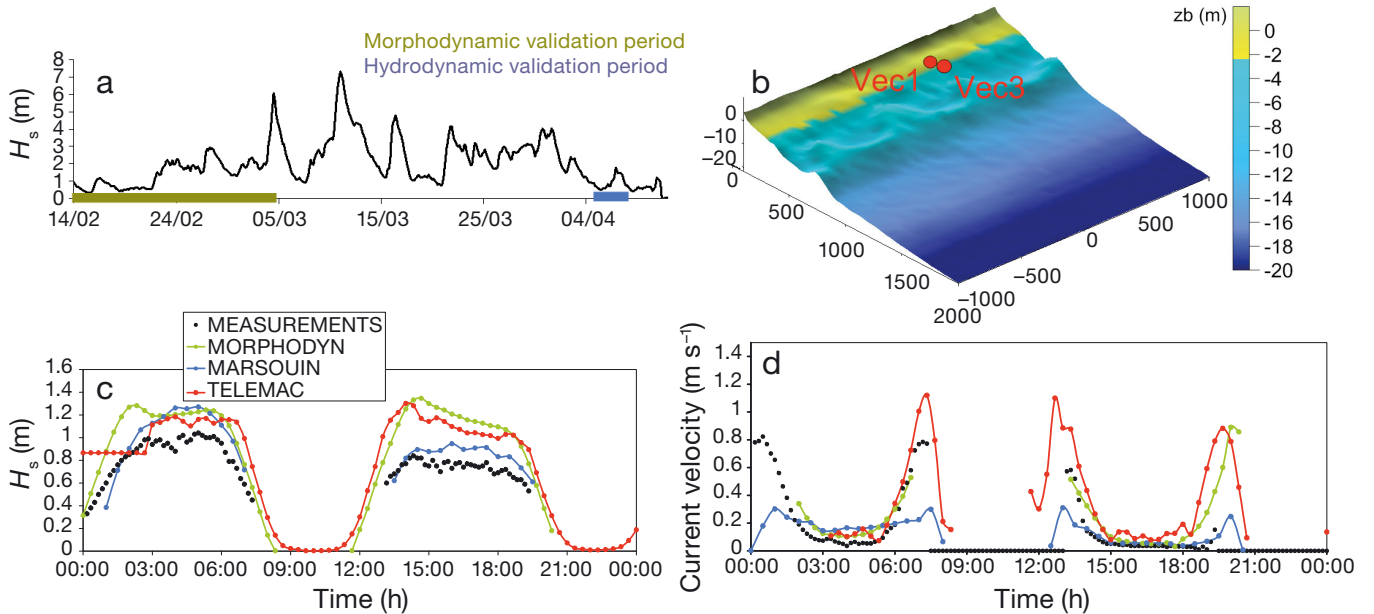 Morphodynamic validation period
Hydrodynamic validation period
a
Hs (m)
8
7
6
5
4
3
2
1
0
14/02 24/02 05/03 15/03 25/03 04/04
b
zb (m)
Vec1
Vec3
0
−10
−20
0
500
1000
1500
2000
−1000
−500
0
500
1000
0
-2
-4
-6
-8
-10
-12
-14
-16
-18
-20
c
MEASUREMENTS
MORPHODYN
MARSOUIN
TELEMAC
Hs (m)
1.6
1.4
1.2
1
0.8
0.6
0.4
0.2
0
00:00 03:00 06:00 09:00 12:00 15:00 18:00 21:00 00:00
Time (h)
d
Current velocity (m s⁻¹)
1.4
1.2
1
0.8
0.6
0.4
0.2
0
00:00 03:00 06:00 09:00 12:00 15:00 18:00 21:00 00:00
Time (h)